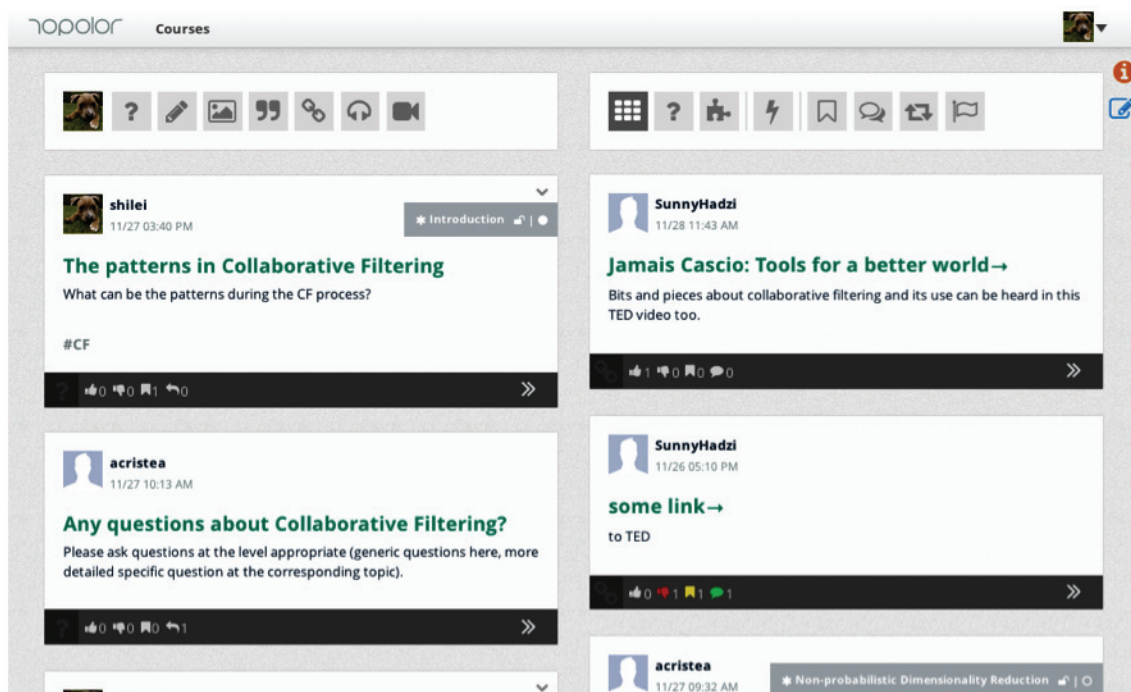 Topolor
Courses
shilei
11/27 03:40 PM
✱ Introduction
The patterns in Collaborative Filtering
What can be the patterns during the CF process?
#CF
0 0 1 0
acristea
11/27 10:13 AM
Any questions about Collaborative Filtering?
Please ask questions at the level appropriate (generic questions here, more
detailed specific question at the corresponding topic).
0 0 0 1
SunnyHadzi
11/28 11:43 AM
Jamais Cascio: Tools for a better world→
Bits and pieces about collaborative filtering and its use can be heard in this
TED video too.
1 0 0 0
SunnyHadzi
11/26 05:10 PM
some link→
to TED
0 1 1 1
acristea
11/27 09:32 AM
✱ Non-probabilistic Dimensionality Reduction